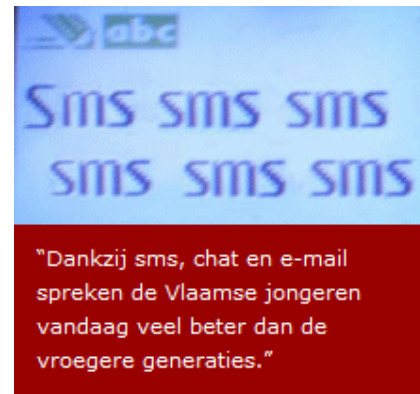 abc
Sms sms sms
sms sms sms
"Dankzij sms, chat en e-mail
spreken de Vlaamse jongeren
vandaag veel beter dan de
vroegere generaties."